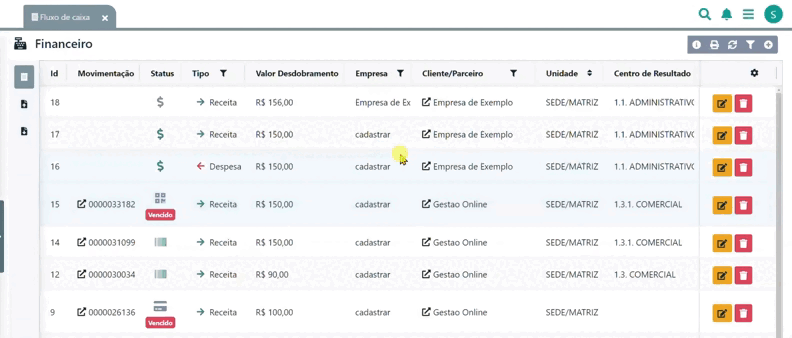 Fluxo de caixa ×
S
Financeiro
Id Movimentação Status Tipo Valor Desdobramento Empresa Cliente/Parceiro Unidade Centro de Resultado
18 $ Receita R$ 156,00 Empresa de Ex Empresa de Exemplo SEDE/MATRIZ 1.1. ADMINISTRATIVO
17 $ Receita R$ 150,00 cadastrar Empresa de Exemplo SEDE/MATRIZ 1.1. ADMINISTRATIVO
16 $ Despesa R$ 150,00 cadastrar Empresa de Exemplo SEDE/MATRIZ 1.1. ADMINISTRATIVO
15 0000033182 Vencido Receita R$ 150,00 cadastrar Gestao Online SEDE/MATRIZ 1.3.1. COMERCIAL
14 0000031099 Receita R$ 150,00 cadastrar Gestao Online SEDE/MATRIZ 1.3.1. COMERCIAL
12 0000030034 Receita R$ 90,00 cadastrar Gestao Online SEDE/MATRIZ 1.3. COMERCIAL
9 0000026136 Vencido Receita R$ 100,00 cadastrar Gestao Online SEDE/MATRIZ